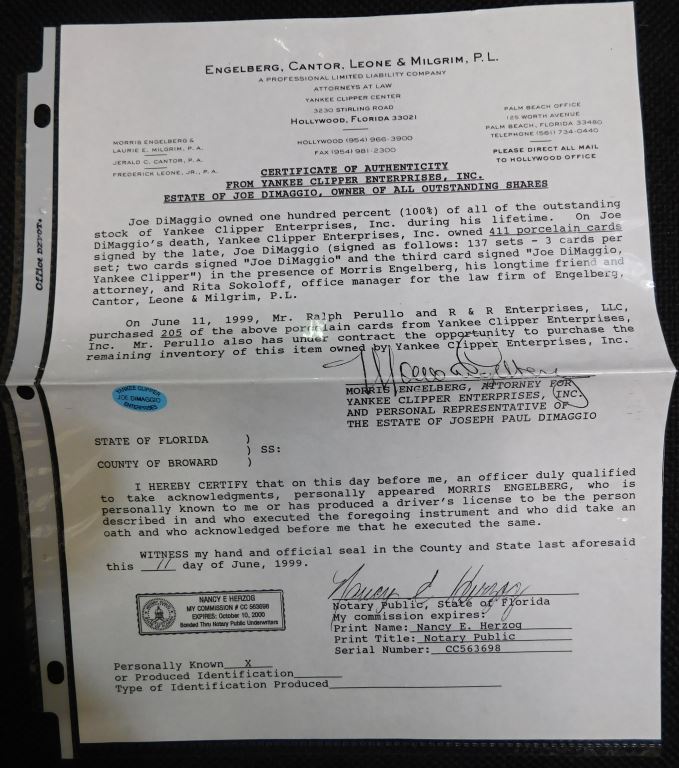 ENGELBERG, CANTOR, LEONE & MILGRIM, P.L.
A PROFESSIONAL LIMITED LIABILITY COMPANY
ATTORNEYS AT LAW
YANKEE CLIPPER CENTER
3230 STIRLING ROAD
HOLLYWOOD, FLORIDA 33021
HOLLYWOOD (954) 966-3900
FAX (954) 981-2300
MORRIS ENGELBERG &
LAURIE E. MILGRIM, P. A.
JERALD C. CANTOR, P. A.
FREDERICK LEONE, JR., P. A.
PALM BEACH OFFICE
125 WORTH AVENUE
PALM BEACH, FLORIDA 33480
TELEPHONE (561) 734-0440
PLEASE DIRECT ALL MAIL
TO HOLLYWOOD OFFICE
CERTIFICATE OF AUTHENTICITY
FROM YANKEE CLIPPER ENTERPRISES, INC.
ESTATE OF JOE DIMAGGIO, OWNER OF ALL OUTSTANDING SHARES
Joe DiMaggio owned one hundred percent (100%) of all of the outstanding
stock of Yankee Clipper Enterprises, Inc. during his lifetime. On Joe
DiMaggio's death, Yankee Clipper Enterprises, Inc. owned 411 porcelain cards
signed by the late, Joe DiMaggio (signed as follows: 137 sets - 3 cards per
set; two cards signed "Joe DiMaggio" and the third card signed "Joe DiMaggio,
Yankee Clipper") in the presence of Morris Engelberg, his longtime friend and
attorney, and Rita Sokoloff, office manager for the law firm of Engelberg,
Cantor, Leone & Milgrim, P.L.
On June 11, 1999, Mr. Ralph Perullo and R & R Enterprises, LLC,
purchased 205 of the above porcelain cards from Yankee Clipper Enterprises,
Inc. Mr. Perullo also has under contract the opportunity to purchase the
remaining inventory of this item owned by Yankee Clipper Enterprises, Inc.
MORRIS ENGELBERG, ATTORNEY FOR
YANKEE CLIPPER ENTERPRISES, INC.
AND PERSONAL REPRESENTATIVE OF
THE ESTATE OF JOSEPH PAUL DIMAGGIO
YANKEE CLIPPER
JOE DIMAGGIO
ENTERPRISES
STATE OF FLORIDA )
) SS:
COUNTY OF BROWARD )
I HEREBY CERTIFY that on this day before me, an officer duly qualified
to take acknowledgments, personally appeared MORRIS ENGELBERG, who is
personally known to me or has produced a driver's license to be the person
described in and who executed the foregoing instrument and who did take an
oath and who acknowledged before me that he executed the same.
WITNESS my hand and official seal in the County and State last aforesaid
this 11 day of June, 1999.
Nancy E Herzog
Notary Public, State of Florida
My commission expires:
Print Name: Nancy E. Herzog
Print Title: Notary Public
Serial Number: CC563698
NANCY E HERZOG
MY COMMISSION # CC 563698
EXPIRES: October 10, 2000
Bonded Thru Notary Public Underwriters
Personally Known X
or Produced Identification
Type of Identification Produced
Office DEPOT